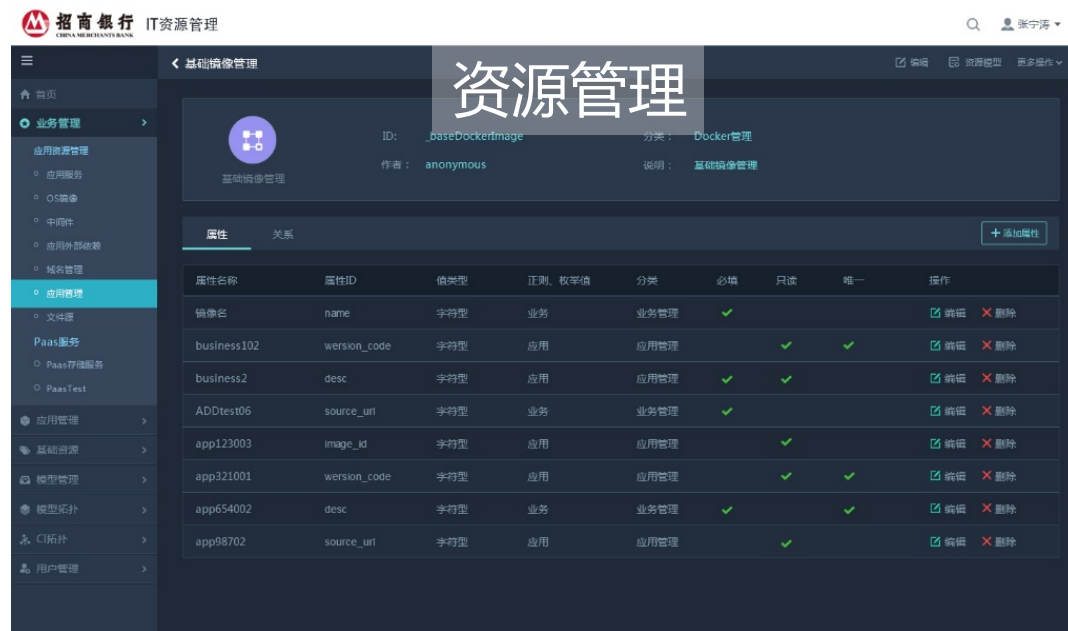 招商银行 IT资源管理
CHINA MERCHANTS BANK
张宁涛
基础镜像管理
编辑 资源模型 更多操作
资源管理
首页
业务管理
应用资源管理
应用服务
OS镜像
中间件
应用外部依赖
域名管理
应用管理
文件源
Paas服务
Paas存储服务
PaasTest
应用管理
基础资源
模型管理
模型拓扑
CI拓扑
用户管理
基础镜像管理
ID: _baseDockerImage 分类： Docker管理
作者： anonymous 说明： 基础镜像管理
属性 关系 添加属性
属性名称 属性ID 值类型 正则、枚举值 分类 必填 只读 唯一 操作
镜像名 name 字符型 业务 业务管理 编辑 删除
business102 wersion_code 字符型 应用 应用管理 编辑 删除
business2 desc 字符型 应用 应用管理 编辑 删除
ADDtest06 source_url 字符型 业务 业务管理 编辑 删除
app123003 image_id 字符型 应用 应用管理 编辑 删除
app321001 wersion_code 字符型 应用 应用管理 编辑 删除
app654002 desc 字符型 业务 业务管理 编辑 删除
app98702 source_url 字符型 应用 应用管理 编辑 删除